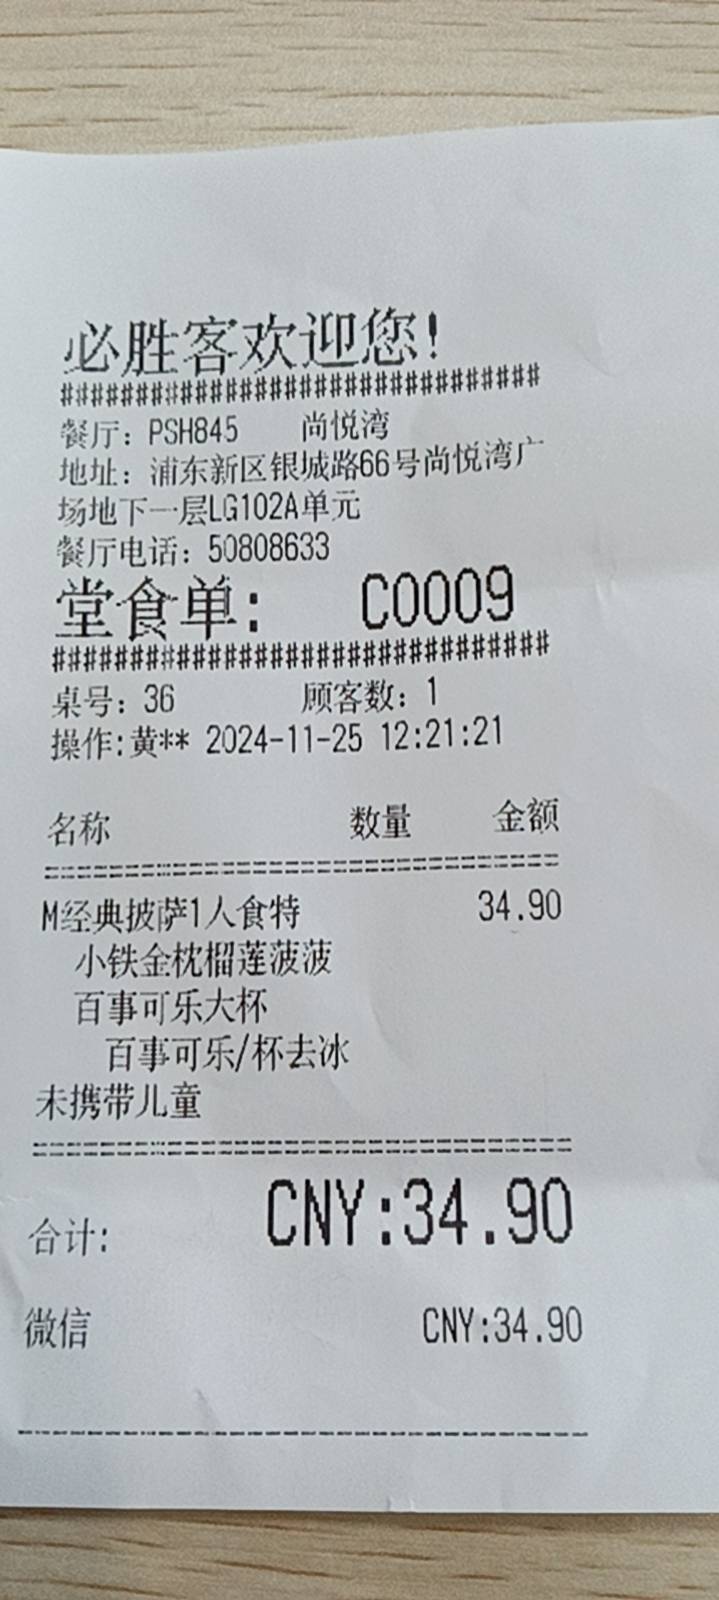 必胜客欢迎您!
################################
餐厅：PSH845 尚悦湾
地址：浦东新区银城路66号尚悦湾广
场地下一层LG102A单元
餐厅电话：50808633
堂食单: C0009
################################
桌号：36 顾客数：1
操作:黄** 2024-11-25 12:21:21
名称 数量 金额
M经典披萨1人食特 34.90
小铁金枕榴莲菠菠
百事可乐大杯
百事可乐/杯去冰
未携带儿童
合计: CNY:34.90
微信 CNY:34.90